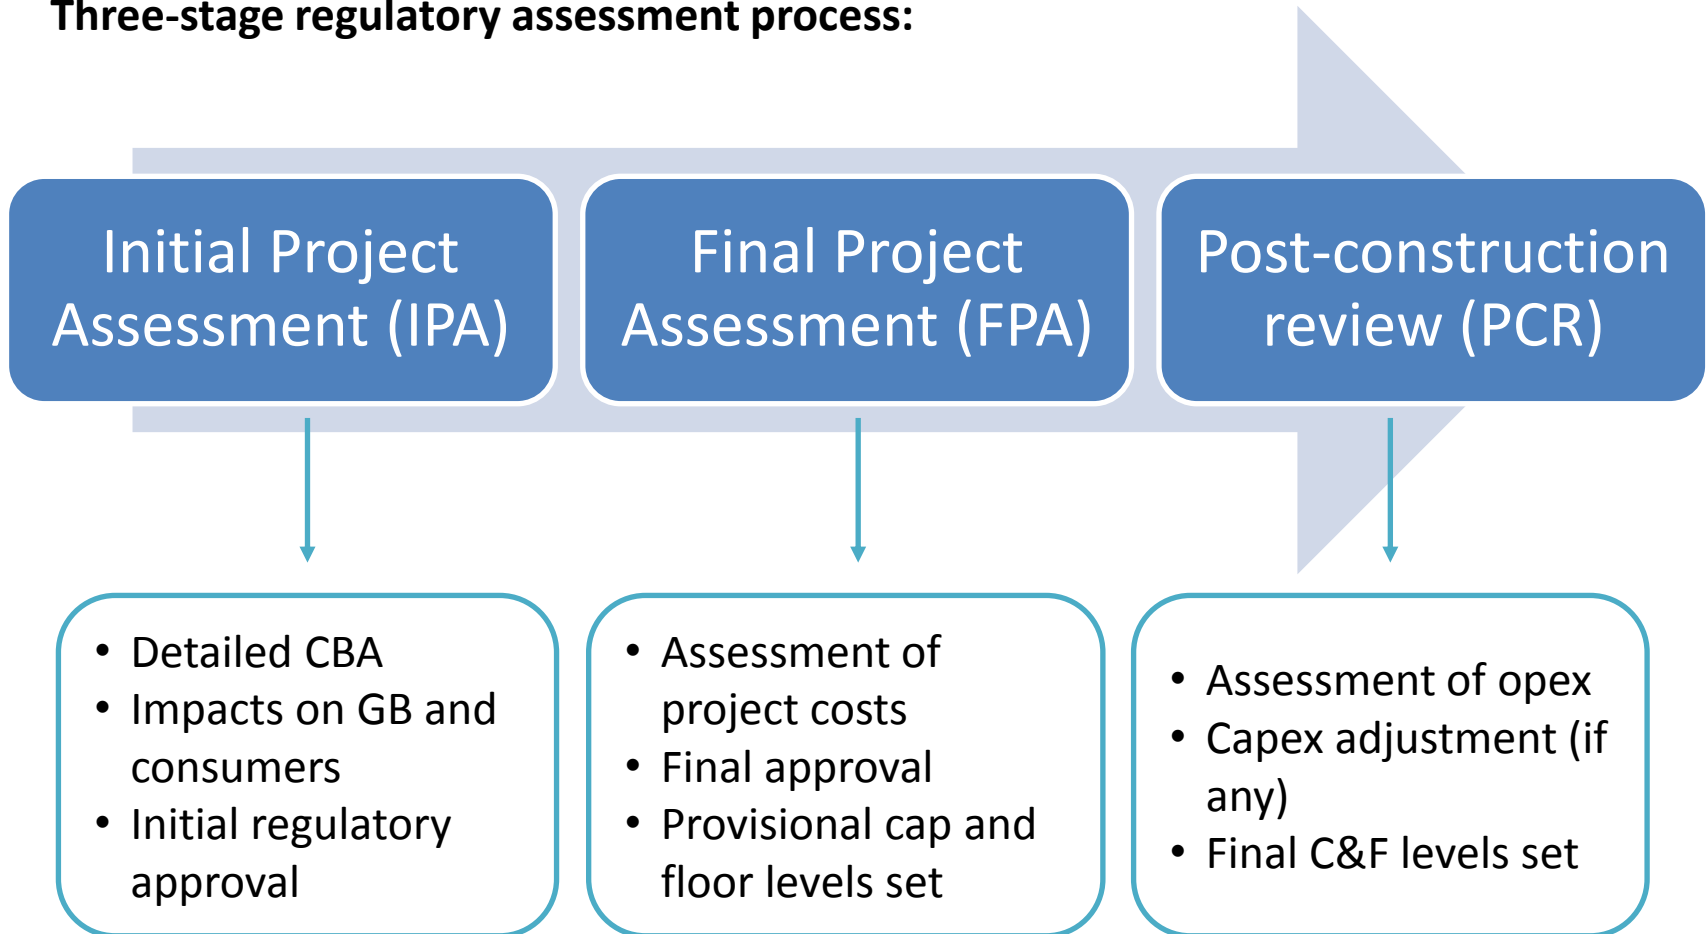 Three-stage regulatory assessment process:
Initial Project
Assessment (IPA)
Final Project
Assessment (FPA)
Post-construction
review (PCR)
• Detailed CBA
• Impacts on GB and
consumers
• Initial regulatory
approval
• Assessment of
project costs
• Final approval
• Provisional cap and
floor levels set
• Assessment of opex
• Capex adjustment (if
any)
• Final C&F levels set